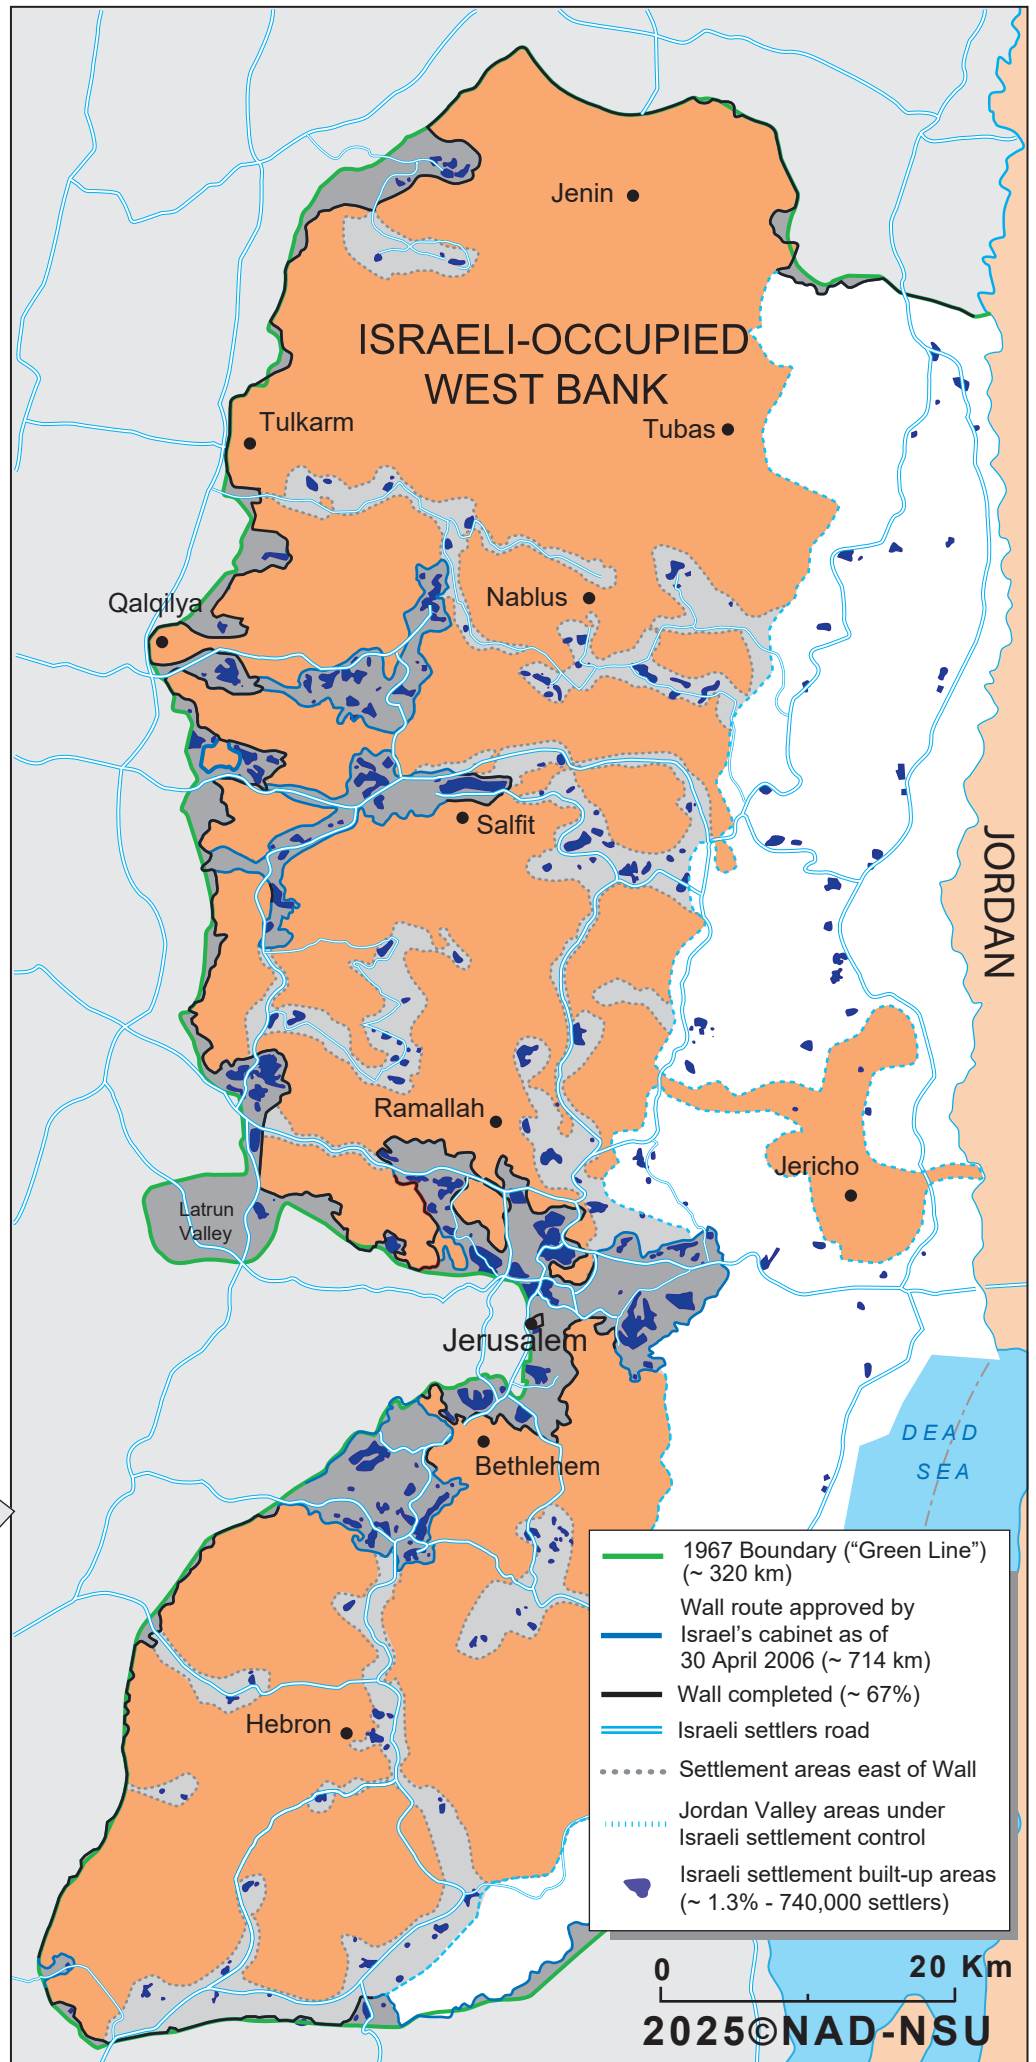 Jenin
ISRAELI-OCCUPIED
WEST BANK
Tulkarm
Tubas
Qalqilya
Nablus
Salfit
JORDAN
Ramallah
Jericho
Latrun
Valley
Jerusalem
DEAD
SEA
Bethlehem
Hebron
1967 Boundary (“Green Line”)
(~ 320 km)
Wall route approved by
Israel’s cabinet as of
30 April 2006 (~ 714 km)
Wall completed (~ 67%)
Israeli settlers road
Settlement areas east of Wall
Jordan Valley areas under
Israeli settlement control
Israeli settlement built-up areas
(~ 1.3% - 740,000 settlers)
0 20 Km
2025©NAD-NSU